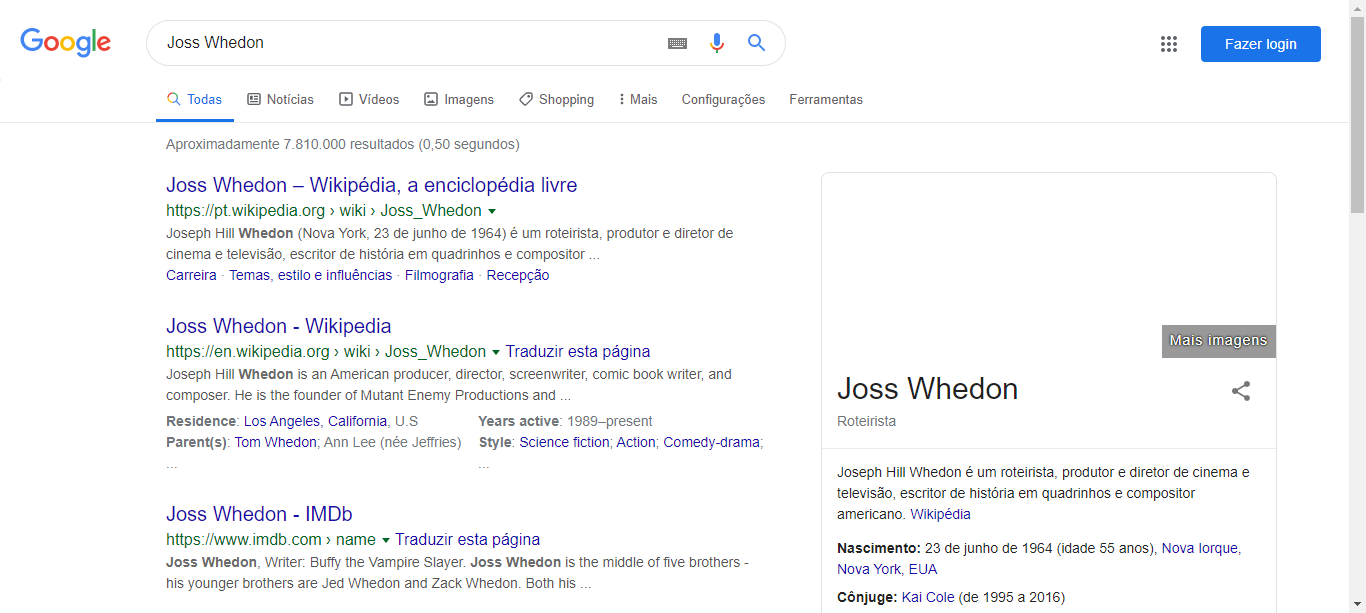 Google
Joss Whedon
Fazer login
Todas
Notícias
Vídeos
Imagens
Shopping
Mais
Configurações
Ferramentas
Aproximadamente 7.810.000 resultados (0,50 segundos)
Joss Whedon – Wikipédia, a enciclopédia livre
https://pt.wikipedia.org › wiki › Joss_Whedon
Joseph Hill Whedon (Nova York, 23 de junho de 1964) é um roteirista, produtor e diretor de
cinema e televisão, escritor de história em quadrinhos e compositor ...
Carreira · Temas, estilo e influências · Filmografia · Recepção
Joss Whedon - Wikipedia
https://en.wikipedia.org › wiki › Joss_Whedon Traduzir esta página
Joseph Hill Whedon is an American producer, director, screenwriter, comic book writer, and
composer. He is the founder of Mutant Enemy Productions and ...
Residence: Los Angeles, California, U.S
Years active: 1989–present
Parent(s): Tom Whedon; Ann Lee (née Jeffries)
...
Style: Science fiction; Action; Comedy-drama;
...
Joss Whedon - IMDb
https://www.imdb.com › name Traduzir esta página
Joss Whedon, Writer: Buffy the Vampire Slayer. Joss Whedon is the middle of five brothers -
his younger brothers are Jed Whedon and Zack Whedon. Both his ...
Mais imagens
Joss Whedon
Roteirista
Joseph Hill Whedon é um roteirista, produtor e diretor de cinema e
televisão, escritor de história em quadrinhos e compositor
americano. Wikipédia
Nascimento: 23 de junho de 1964 (idade 55 anos), Nova Iorque,
Nova York, EUA
Cônjuge: Kai Cole (de 1995 a 2016)